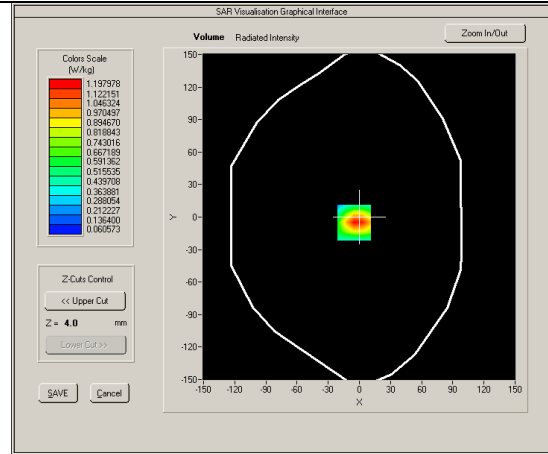 SAR Visualisation Graphical Interface
Volume Radiated Intensity
Zoom In/Out
Colors Scale
(W/kg)
1.197978
1.122151
1.046324
0.970497
0.894670
0.818843
0.743016
0.667189
0.591362
0.515535
0.439708
0.363881
0.288054
0.212227
0.136400
0.060573
Z-Cuts Control
<< Upper Cut
Z = 4.0 mm
Lower Cut >>
SAVE Cancel
150
120
90
60
30
0
-30
-60
-90
-120
-150
Y
-150 -120 -90 -60 -30 0 30 60 90 120 150
X